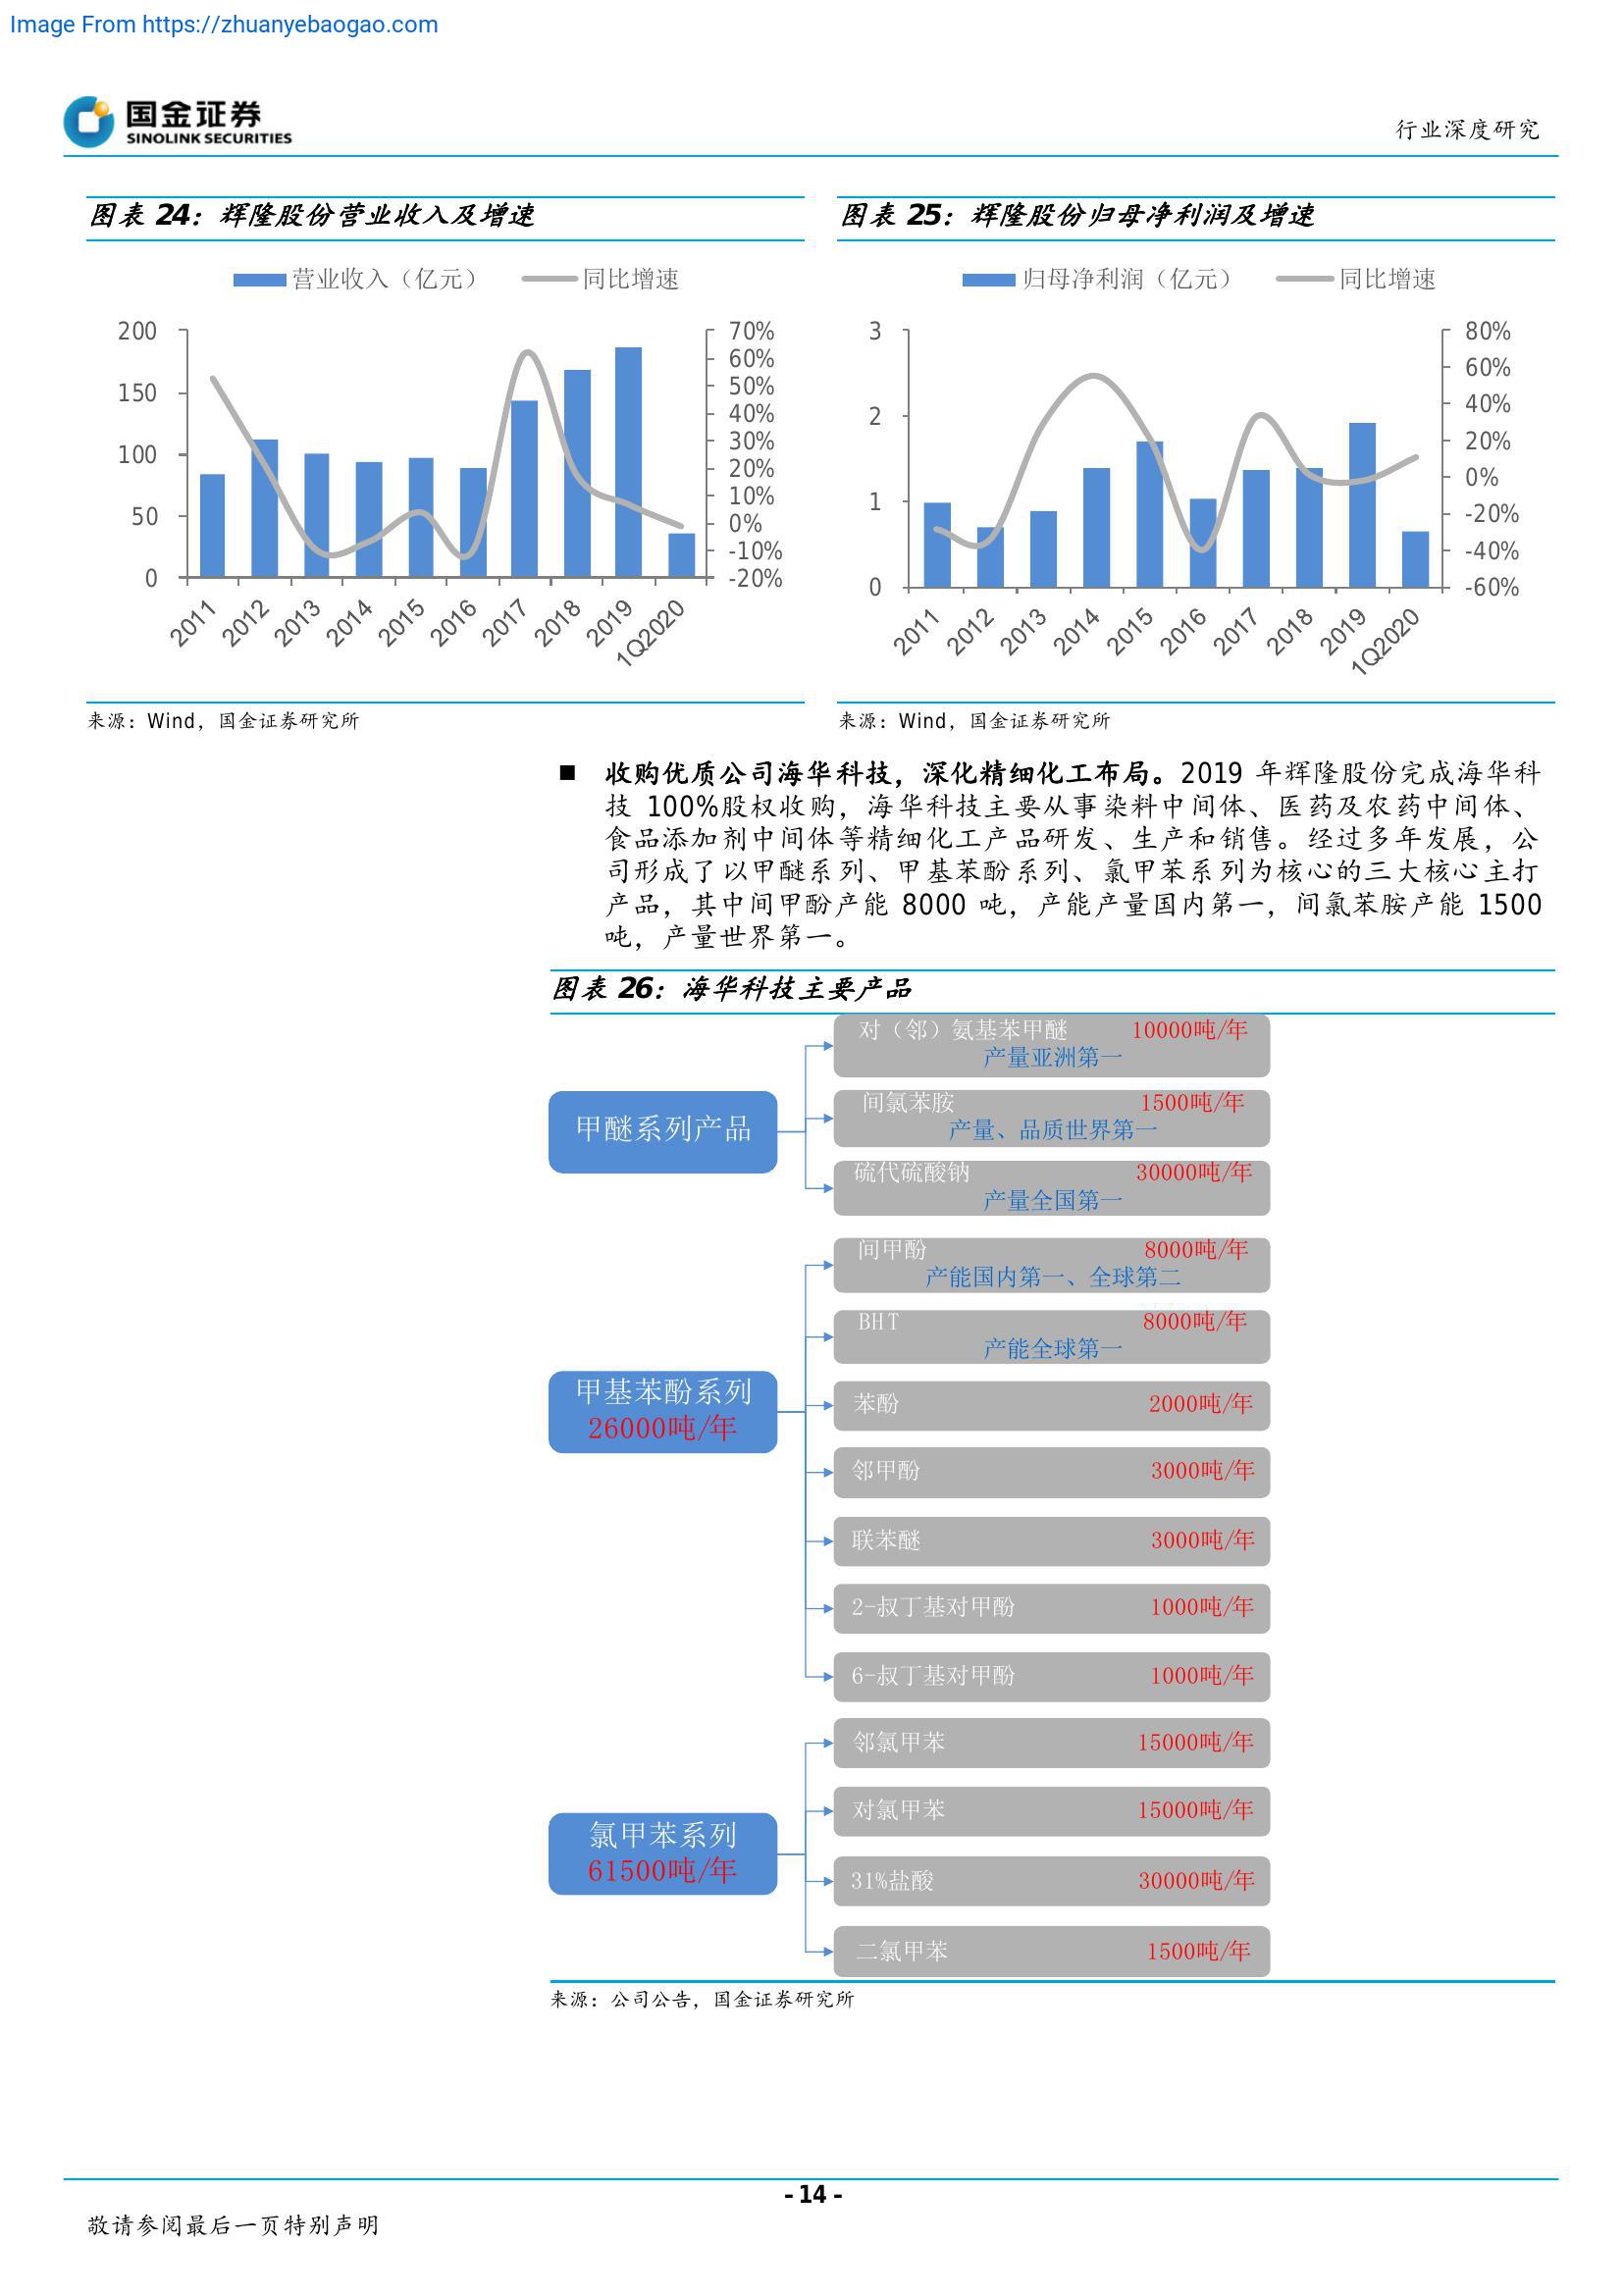 Image From https://zhuanyebaogao.com
国金证券
SINOLINK SECURITIES
行业深度研究
图表 24：辉隆股份营业收入及增速
营业收入（亿元） 同比增速
200
150
100
50
0
70%
60%
50%
40%
30%
20%
10%
0%
-10%
-20%
2011 2012 2013 2014 2015 2016 2017 2018 2019 1Q2020
来源：Wind，国金证券研究所
图表 25：辉隆股份归母净利润及增速
归母净利润（亿元） 同比增速
3
2
1
0
80%
60%
40%
20%
0%
-20%
-40%
-60%
2011 2012 2013 2014 2015 2016 2017 2018 2019 1Q2020
来源：Wind，国金证券研究所
■ 收购优质公司海华科技，深化精细化工布局。2019 年辉隆股份完成海华科
技 100%股权收购，海华科技主要从事染料中间体、医药及农药中间体、
食品添加剂中间体等精细化工产品研发、生产和销售。经过多年发展，公
司形成了以甲醚系列、甲基苯酚系列、氯甲苯系列为核心的三大核心主打
产品，其中间甲酚产能 8000 吨，产能产量国内第一，间氯苯胺产能 1500
吨，产量世界第一。
图表 26：海华科技主要产品
甲醚系列产品
对（邻）氨基苯甲醚 10000吨/年
产量亚洲第一
间氯苯胺 1500吨/年
产量、品质世界第一
硫代硫酸钠 30000吨/年
产量全国第一
甲基苯酚系列
26000吨/年
间甲酚 8000吨/年
产能国内第一、全球第二
BHT 8000吨/年
产能全球第一
苯酚 2000吨/年
邻甲酚 3000吨/年
联苯醚 3000吨/年
2-叔丁基对甲酚 1000吨/年
6-叔丁基对甲酚 1000吨/年
氯甲苯系列
61500吨/年
邻氯甲苯 15000吨/年
对氯甲苯 15000吨/年
31%盐酸 30000吨/年
二氯甲苯 1500吨/年
来源：公司公告，国金证券研究所
- 14 -
敬请参阅最后一页特别声明